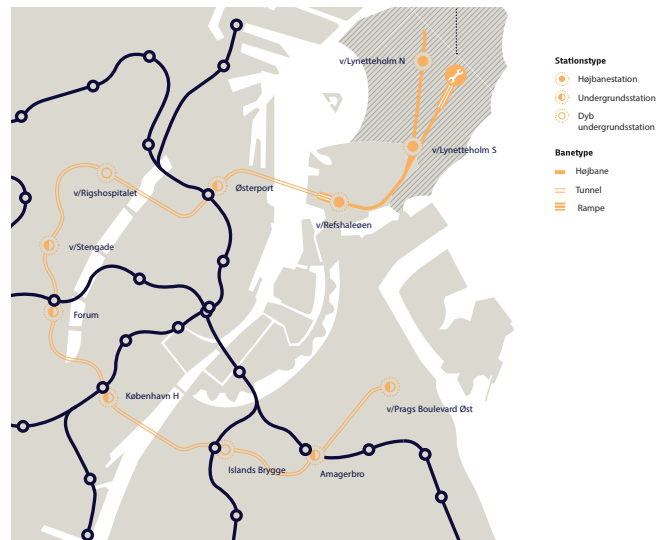 v/Lynetteholm N
v/Lynetteholm S
v/Rigshospitalet
Østerport
v/Refshaleøen
v/Stengade
Forum
København H
v/Prags Boulevard Øst
Islands Brygge
Amagerbro
Stationstype
Højbanestation
Undergrundsstation
Dyb
undergrundsstation
Banetype
Højbane
Tunnel
Rampe